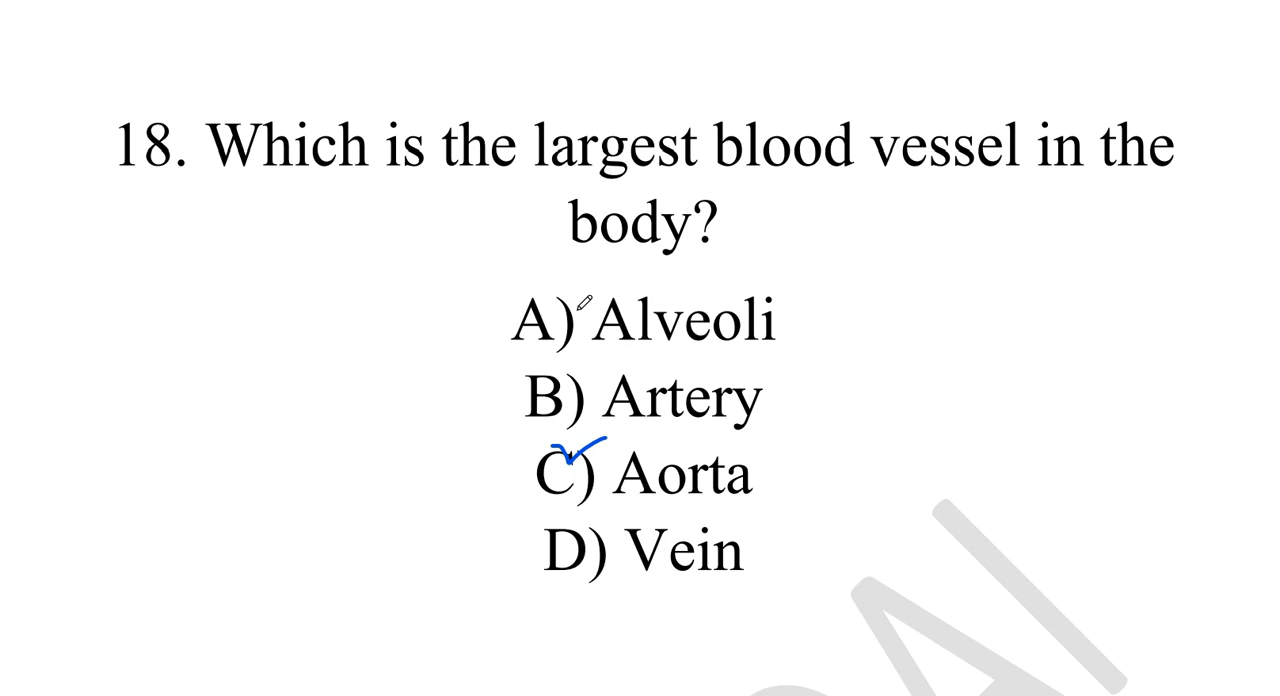 18. Which is the largest blood vessel in the
body?
A) Alveoli
B) Artery
C) Aorta
D) Vein